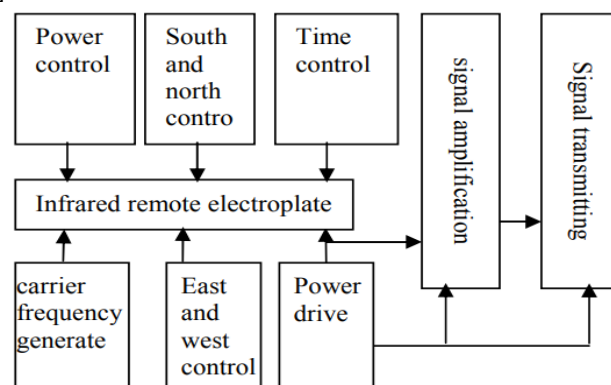 Power
control
South
and
north
contro
Time
control
signal amplification
Signal transmitting
Infrared remote electroplate
carrier
frequency
generate
East
and
west
control
Power
drive